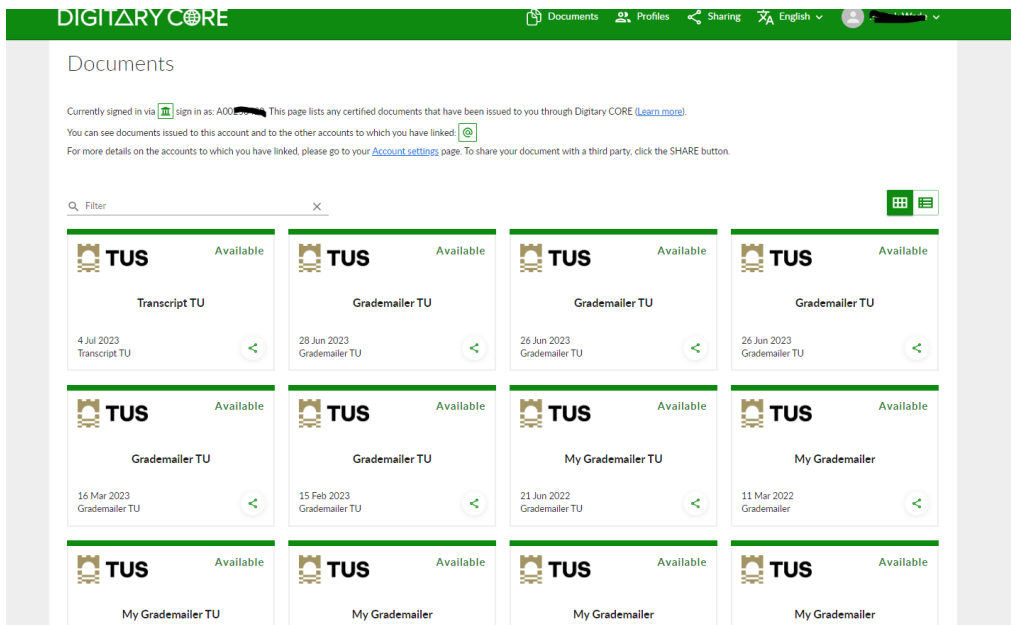 DIGITARY CORE
Documents Profiles Sharing English
Documents
Currently signed in via sign in as: A00 This page lists any certified documents that have been issued to you through Digitary CORE (Learn more).
You can see documents issued to this account and to the other accounts to which you have linked: @
For more details on the accounts to which you have linked, please go to your Account settings page. To share your document with a third party, click the SHARE button.
Filter
TUS Available
Transcript TU
4 Jul 2023
Transcript TU
TUS Available
Grademailer TU
28 Jun 2023
Grademailer TU
TUS Available
Grademailer TU
26 Jun 2023
Grademailer TU
TUS Available
Grademailer TU
26 Jun 2023
Grademailer TU
TUS Available
Grademailer TU
16 Mar 2023
Grademailer TU
TUS Available
Grademailer TU
15 Feb 2023
Grademailer TU
TUS Available
My Grademailer TU
21 Jun 2022
Grademailer TU
TUS Available
My Grademailer
11 Mar 2022
Grademailer
TUS Available
My Grademailer TU
TUS Available
My Grademailer
TUS Available
My Grademailer
TUS Available
My Grademailer